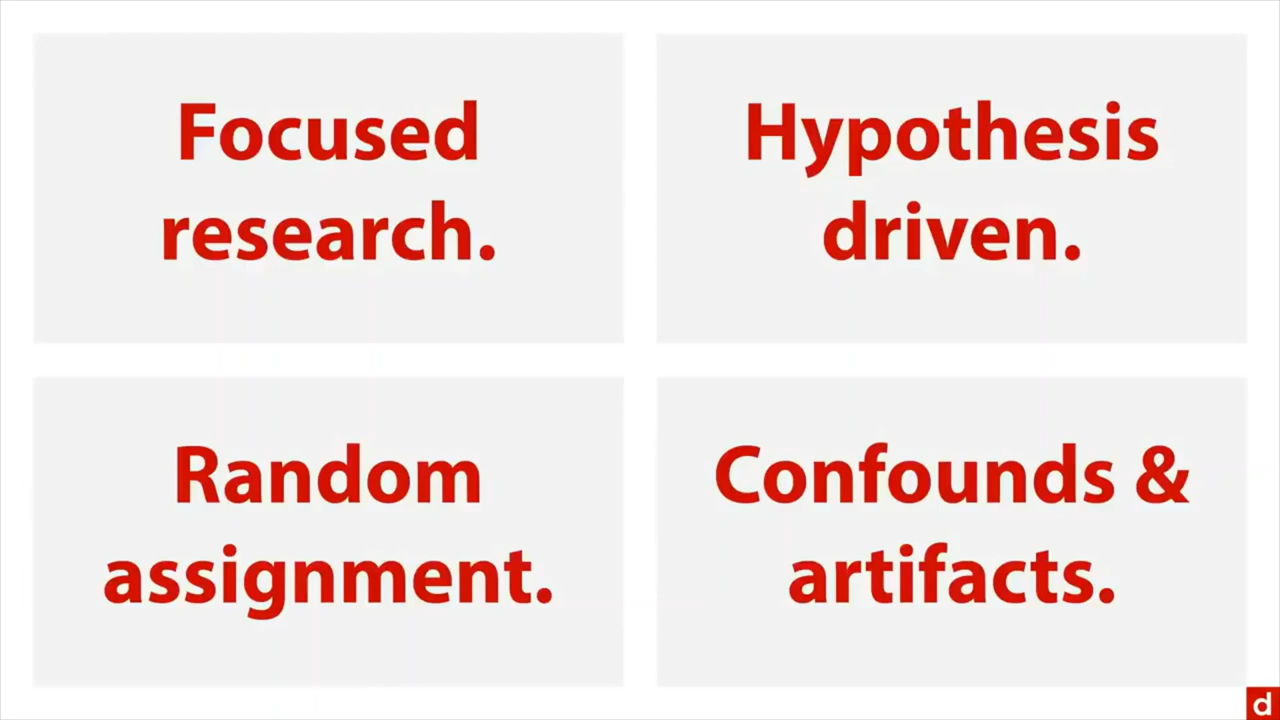 Focused
research.
Hypothesis
driven.
Random
assignment.
Confounds &
artifacts.
d